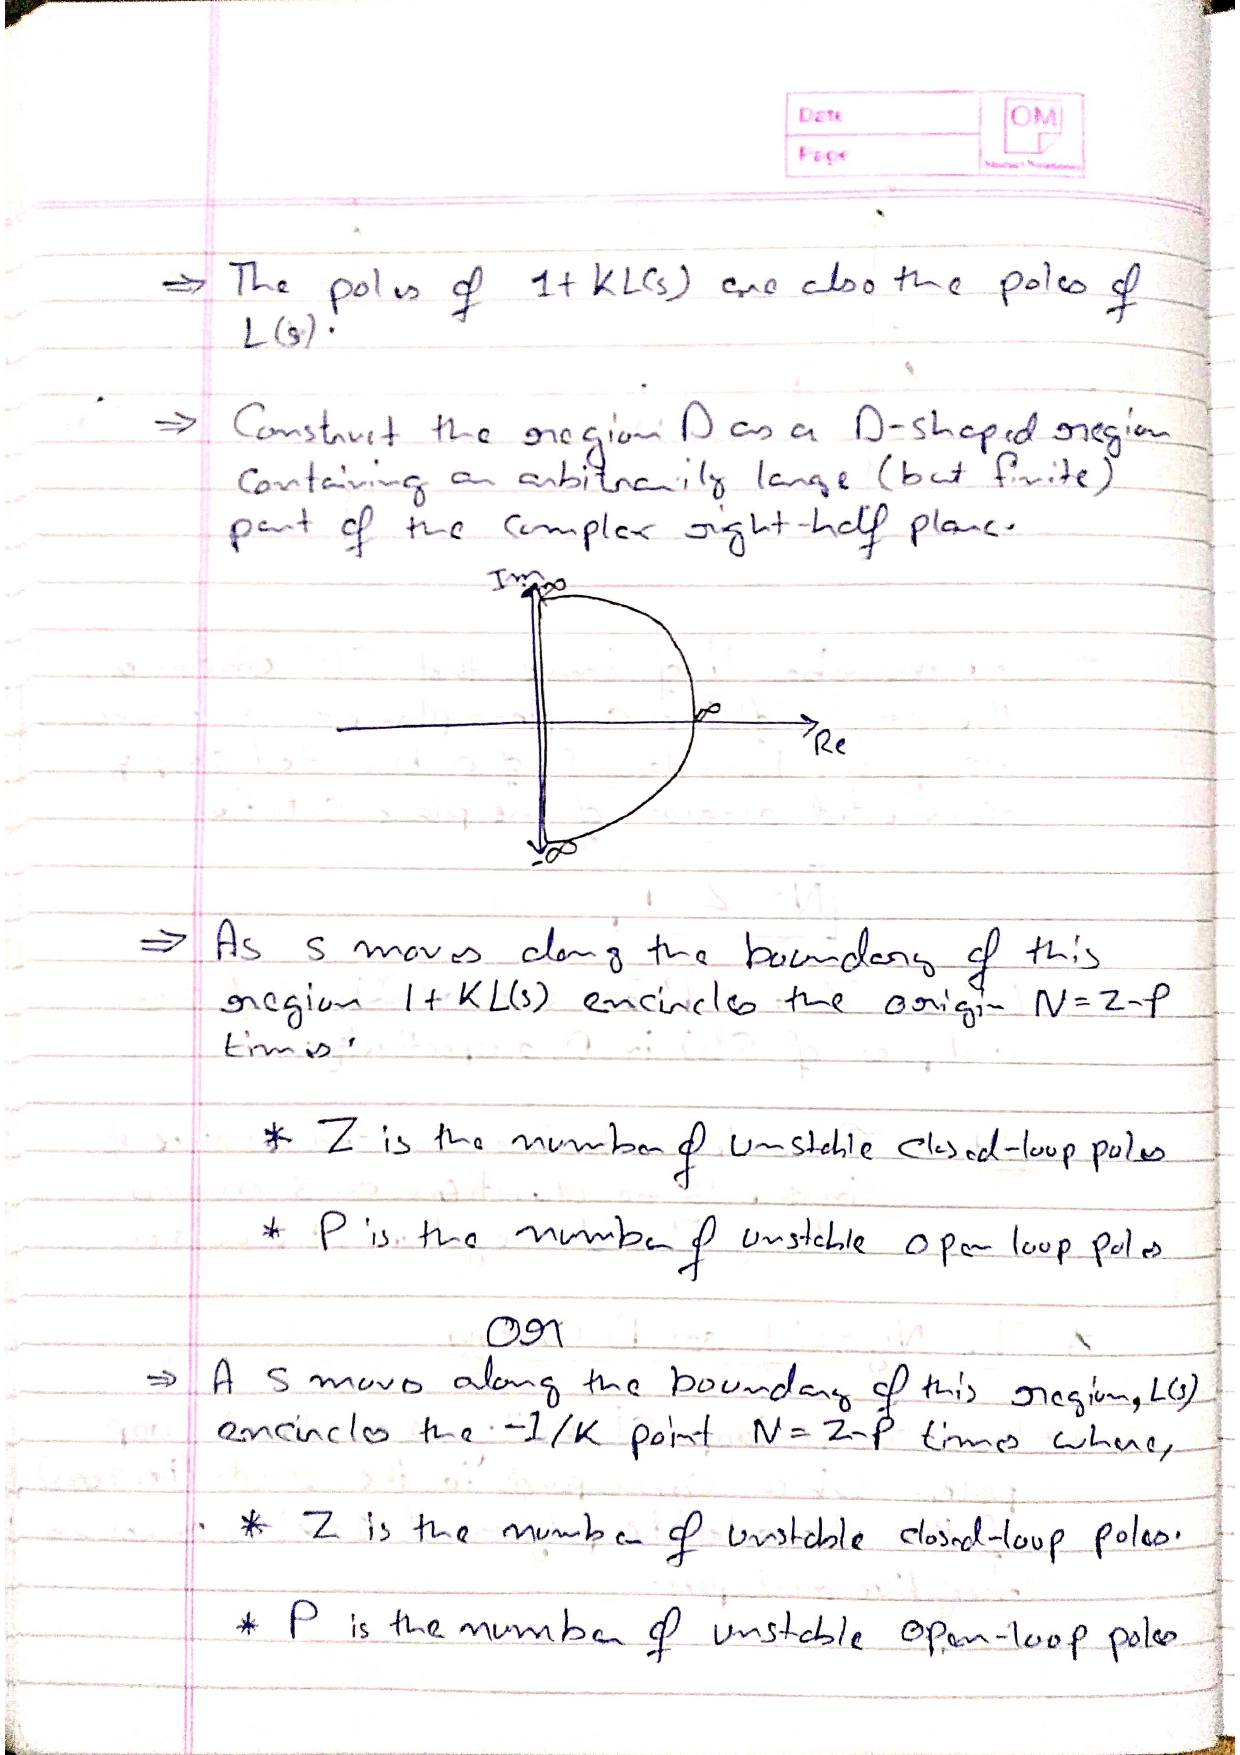 Date
OM
Page
⇒ The poles of 1+KL(s) are also the poles of
L(s).
⇒ Construct the region D as a D-shaped region
Containing an arbitrarily large (but finite)
part of the complex right-half plane.
Im ∞
∞
Re
-∞
⇒ As s moves along the boundary of this
region 1+KL(s) encircles the origin N=Z-P
times.
* Z is the number of unstable closed-loop poles
* P is the number of unstable open loop poles
OR
⇒ A s moves along the boundary of this region, L(s)
encircles the -1/K point N=Z-P times where,
* Z is the number of unstable closed-loop poles.
* P is the number of unstable open-loop poles